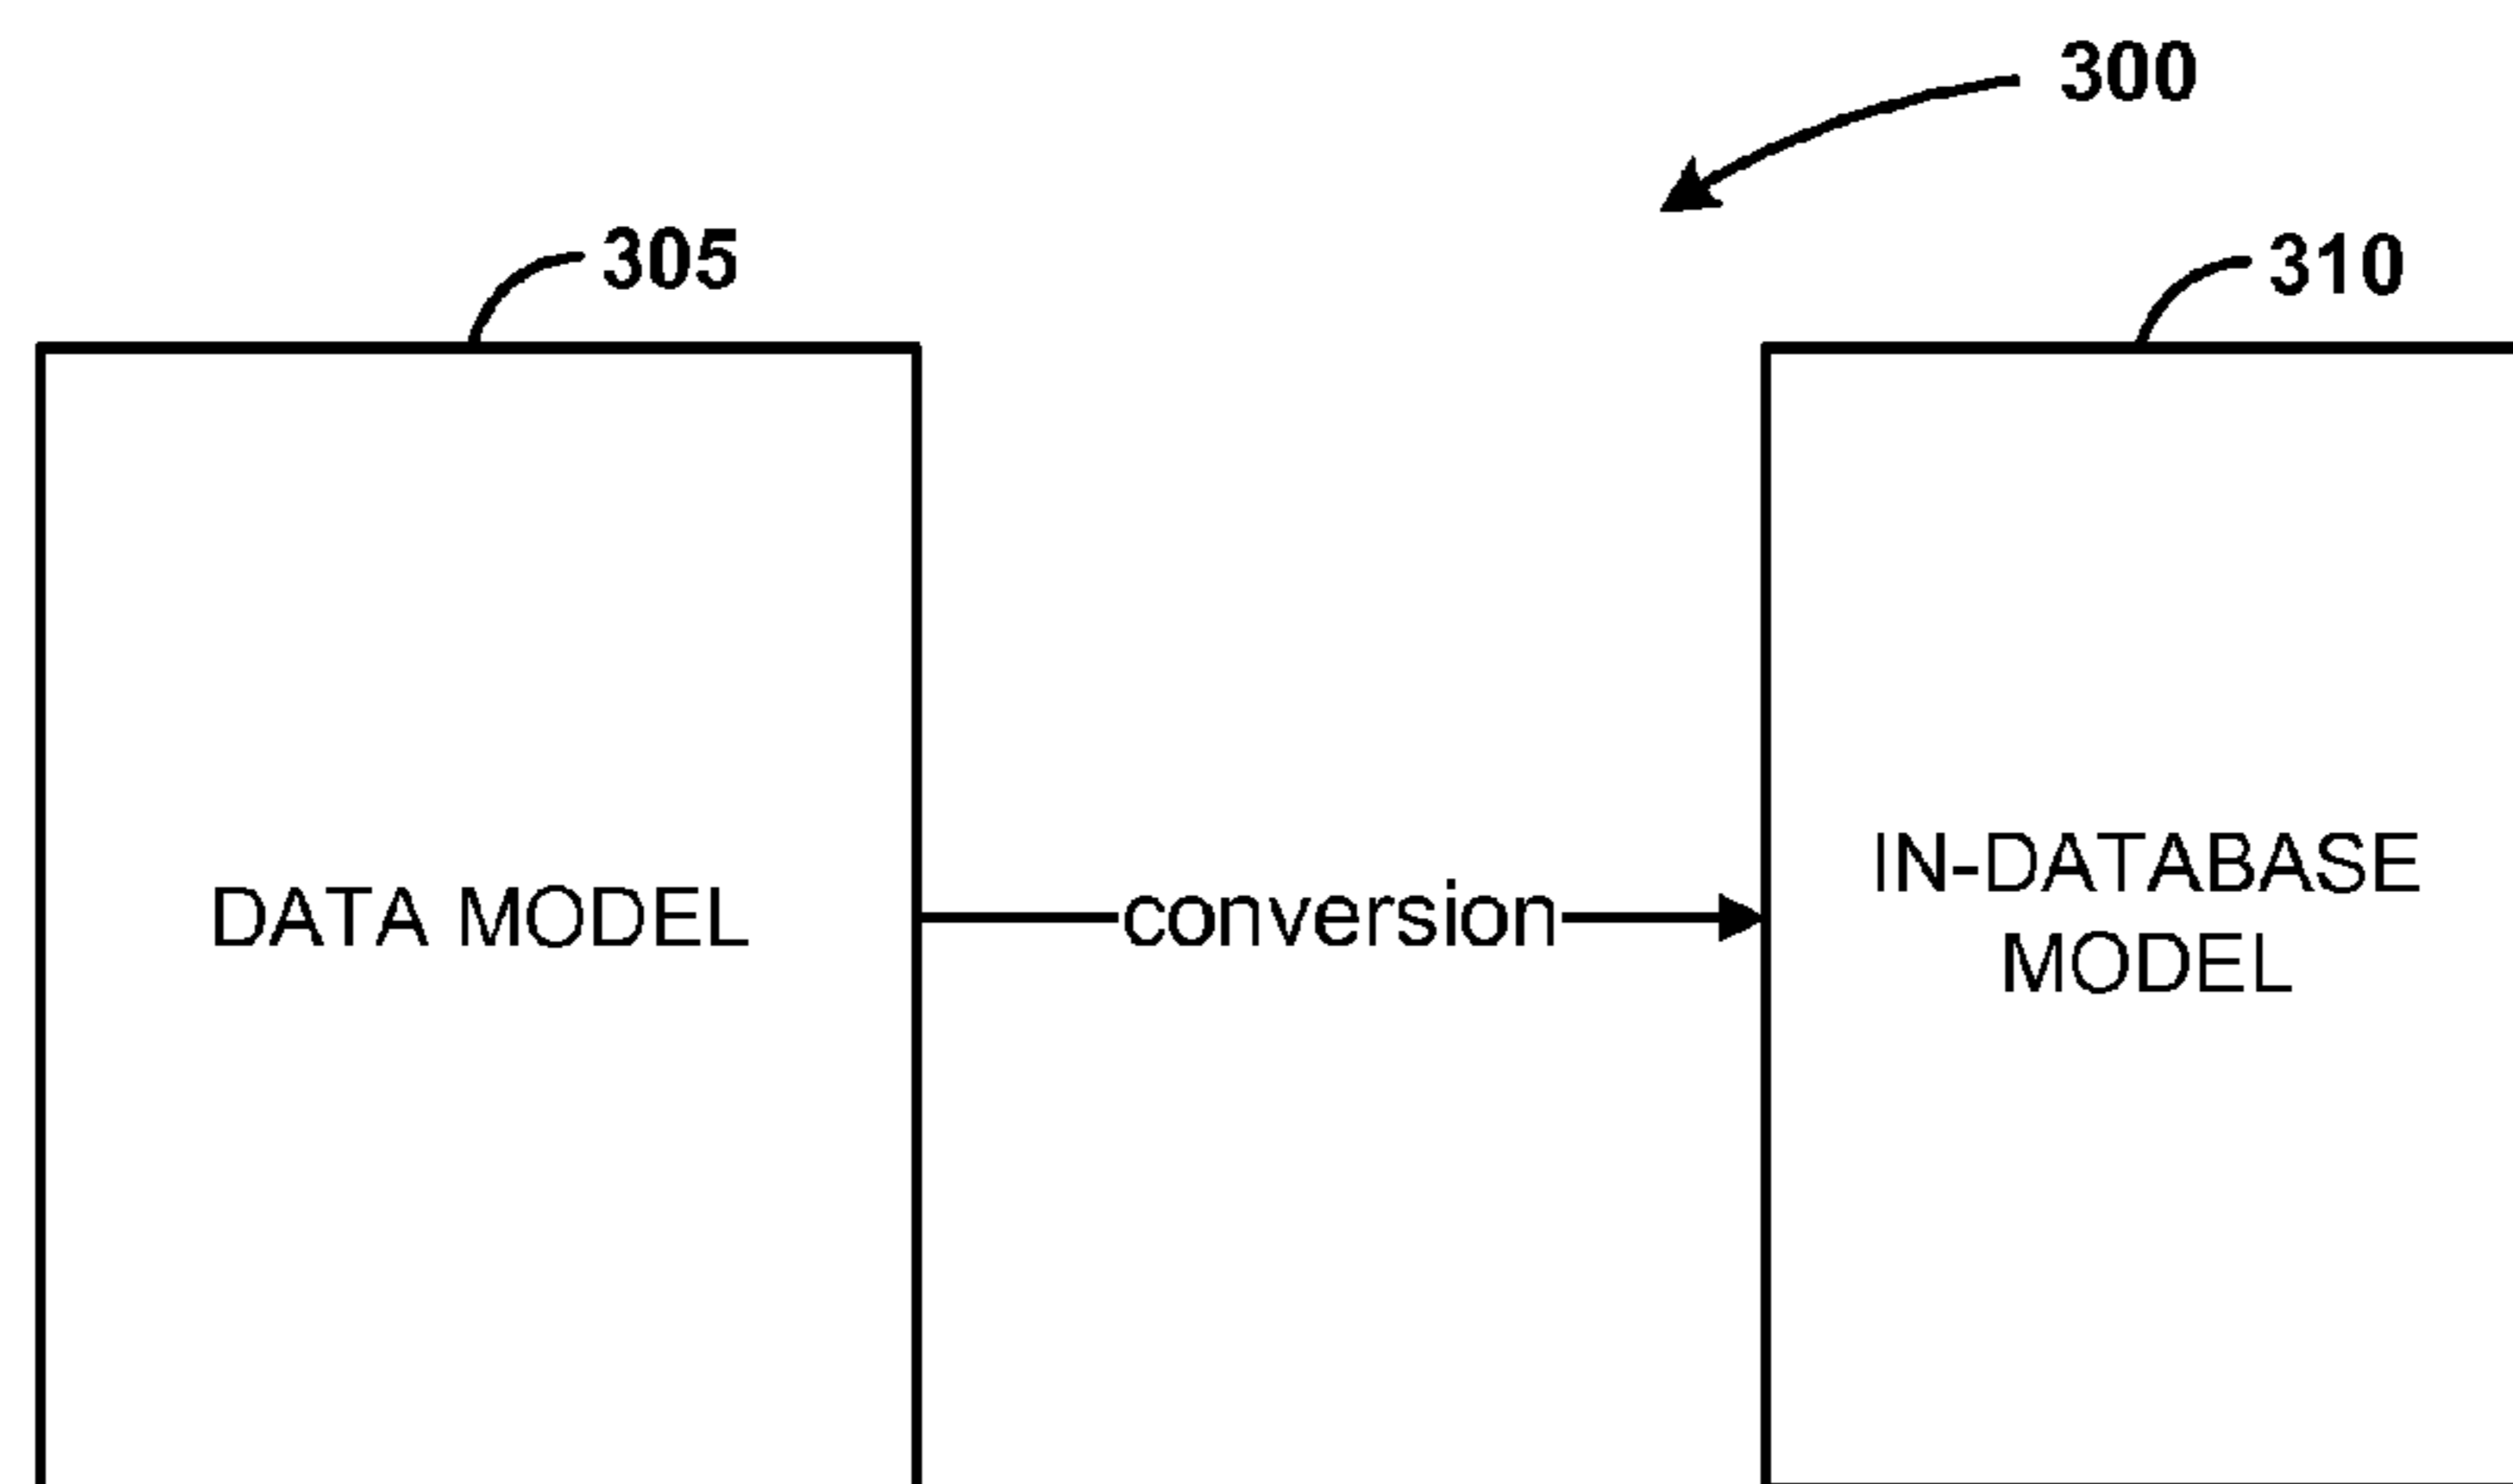 300
305
310
DATA MODEL
conversion
IN-DATABASE
MODEL